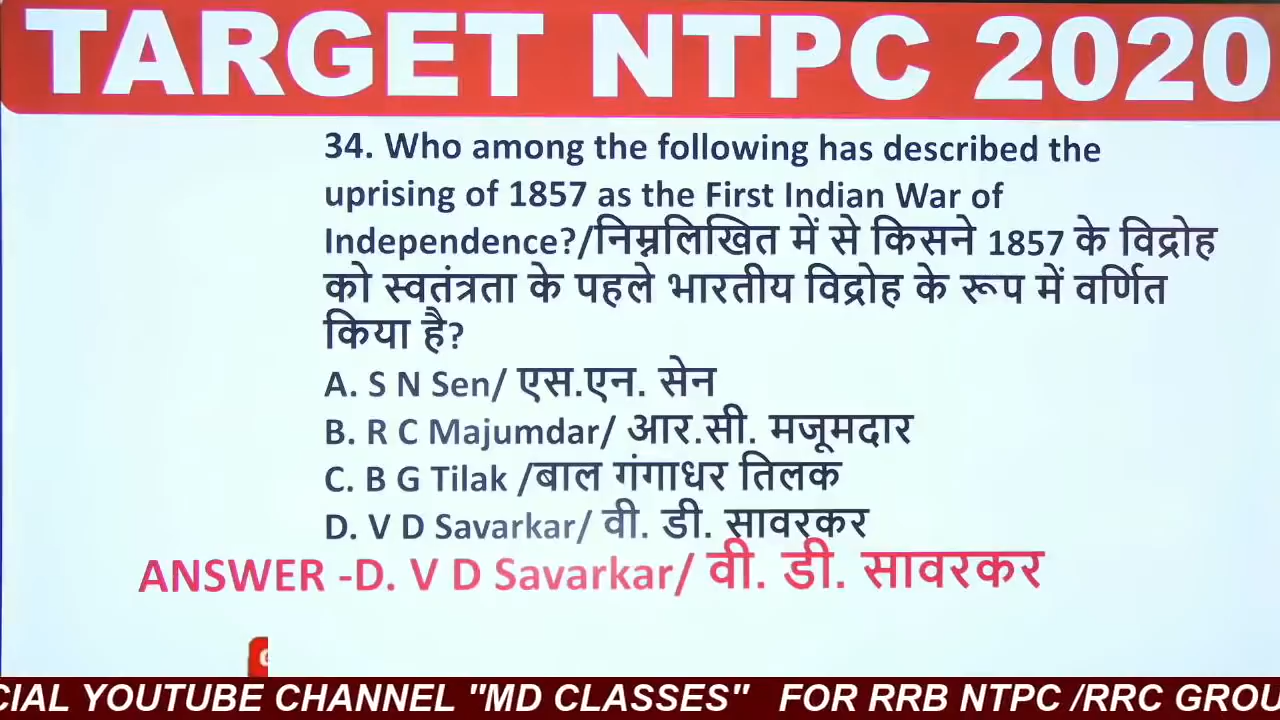 TARGET NTPC 2020
34. Who among the following has described the
uprising of 1857 as the First Indian War of
Independence?/निम्नलिखित में से किसने 1857 के विद्रोह
को स्वतंत्रता के पहले भारतीय विद्रोह के रूप में वर्णित
किया है?
A. S N Sen/ एस.एन. सेन
B. R C Majumdar/ आर.सी. मजूमदार
C. B G Tilak /बाल गंगाधर तिलक
D. V D Savarkar/ वी. डी. सावरकर
ANSWER -D. V D Savarkar/ वी. डी. सावरकर
CIAL YOUTUBE CHANNEL "MD CLASSES" FOR RRB NTPC /RRC GROU